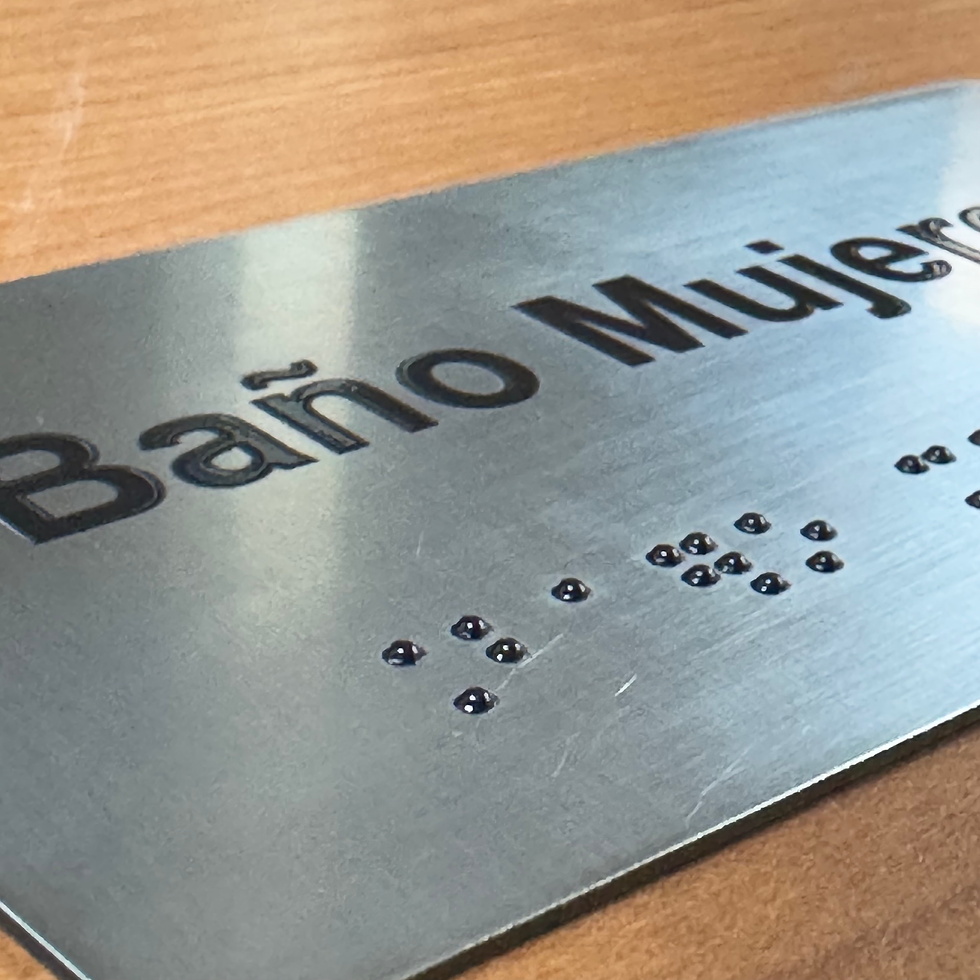 Baño Mujer
⠨⠃⠁⠻⠕ ⠍